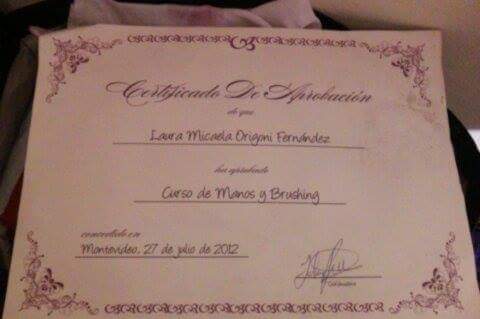 Certificado De Aprobación
de que
Laura Micaela Origoni Fernández
ha aprobado
Curso de Manos y Brushing
concedido en
Montevideo, 27 de julio de 2012